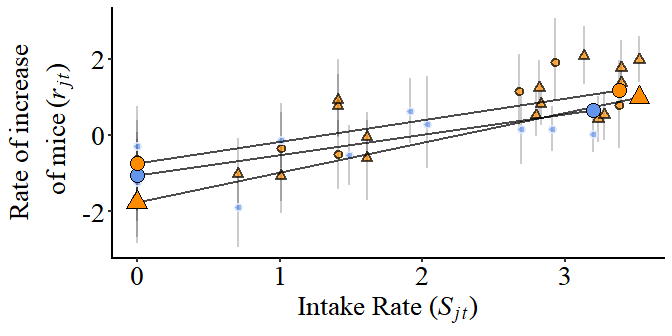 Rate of increase
of mice (r_jt)
2
0
-2
0
1
2
3
Intake Rate (S_jt)